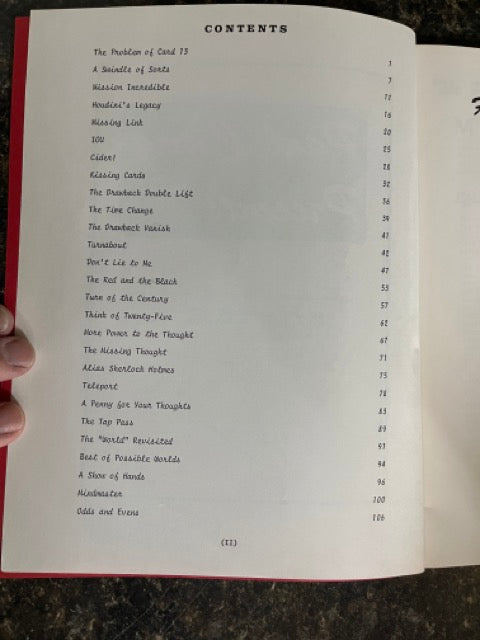 CONTENTS
The Problem of Card 13 1
A Swindle of Sorts 7
Mission Incredible 12
Houdini's Legacy 16
Missing Link 20
IOU 25
Cider! 28
Kissing Cards 32
The Drawback Double Lift 36
The Time Change 39
The Drawback Vanish 41
Turnabout 42
Don't Lie to Me 47
The Red and the Black 53
Turn of the Century 57
Think of Twenty-Five 62
More Power to the Thought 67
The Missing Thought 71
Alias Sherlock Holmes 75
Teleport 78
A Penny for Your Thoughts 83
The Tap Pass 89
The "World" Revisited 91
Best of Possible Worlds 94
A Show of Hands 96
Mindmaster 100
Odds and Evens 106
(II)